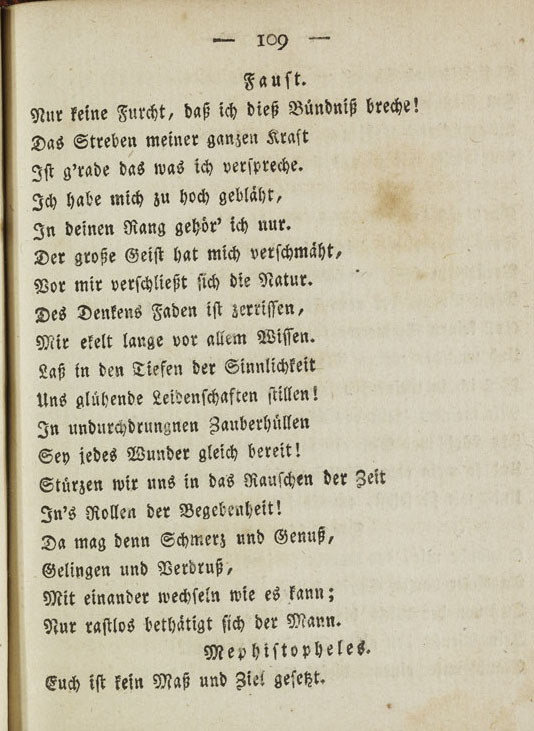 — 109 —
Faust.
Nur keine Furcht, daß ich dieß Bündniß breche!
Das Streben meiner ganzen Kraft
Ist g'rade das was ich verspreche.
Ich habe mich zu hoch gebläht,
In deinen Rang gehör' ich nur.
Der große Geist hat mich verschmäht,
Vor mir verschließt sich die Natur.
Des Denkens Faden ist zerrissen,
Mir ekelt lange vor allem Wissen.
Laß in den Tiefen der Sinnlichkeit
Uns glühende Leidenschaften stillen!
In undurchdrungnen Zauberhüllen
Sey jedes Wunder gleich bereit!
Stürzen wir uns in das Rauschen der Zeit
In's Rollen der Begebenheit!
Da mag denn Schmerz und Genuß,
Gelingen und Verdruß,
Mit einander wechseln wie es kann;
Nur rastlos bethätigt sich der Mann.
Mephistopheles.
Euch ist kein Maß und Ziel gesetzt.